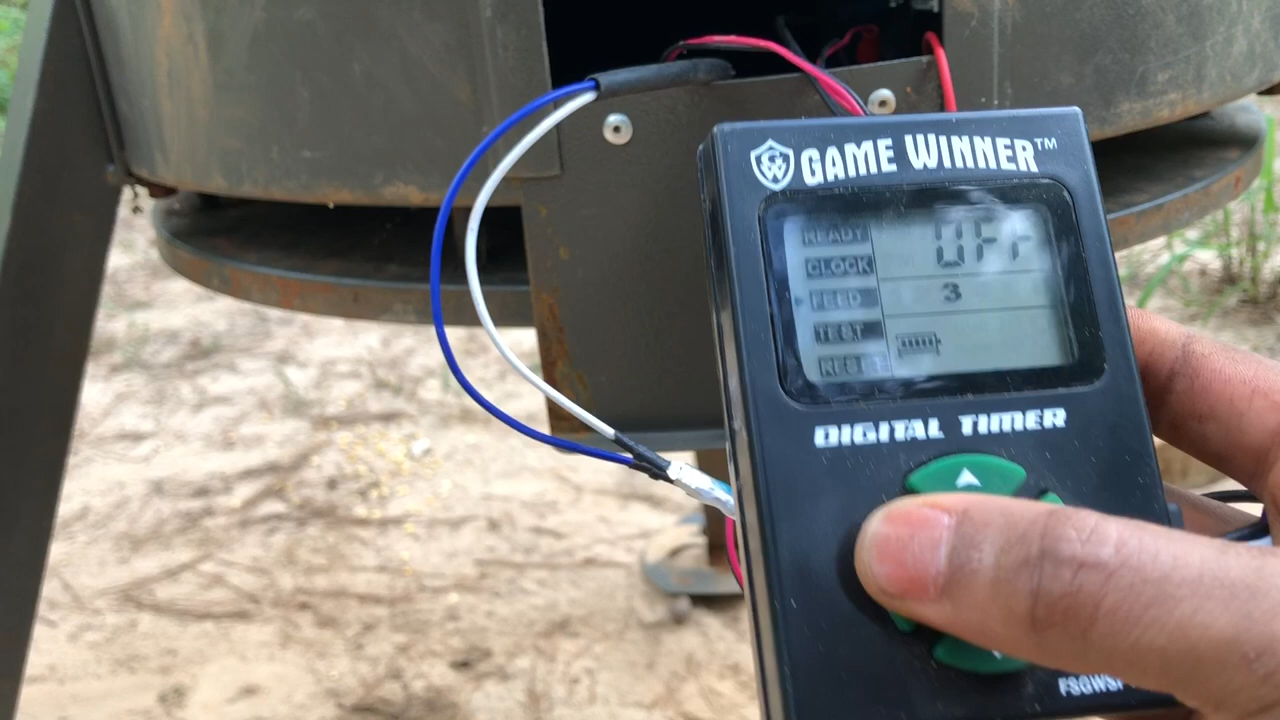 GW
GAME WINNER™
READY
OFF
CLOCK
FEED
3
TEST
DIGITAL TIMER